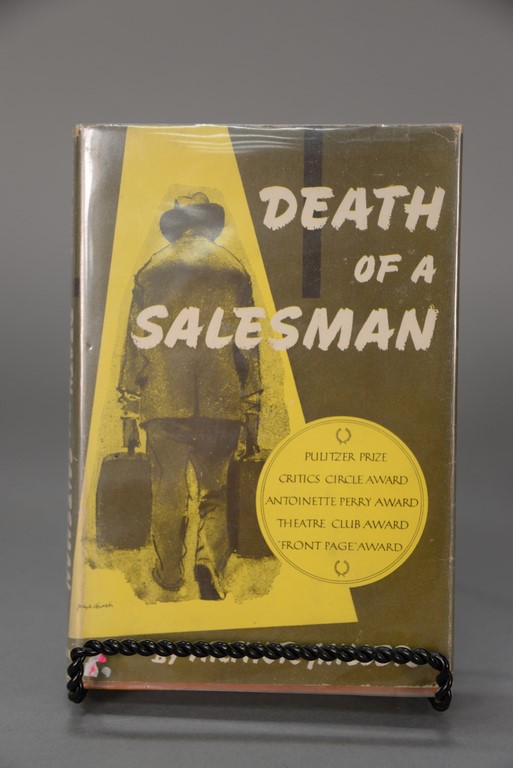 DEATH
OF A
SALESMAN
PULITZER PRIZE
CRITICS CIRCLE AWARD
ANTOINETTE PERRY AWARD
THEATRE CLUB AWARD
"FRONT PAGE" AWARD